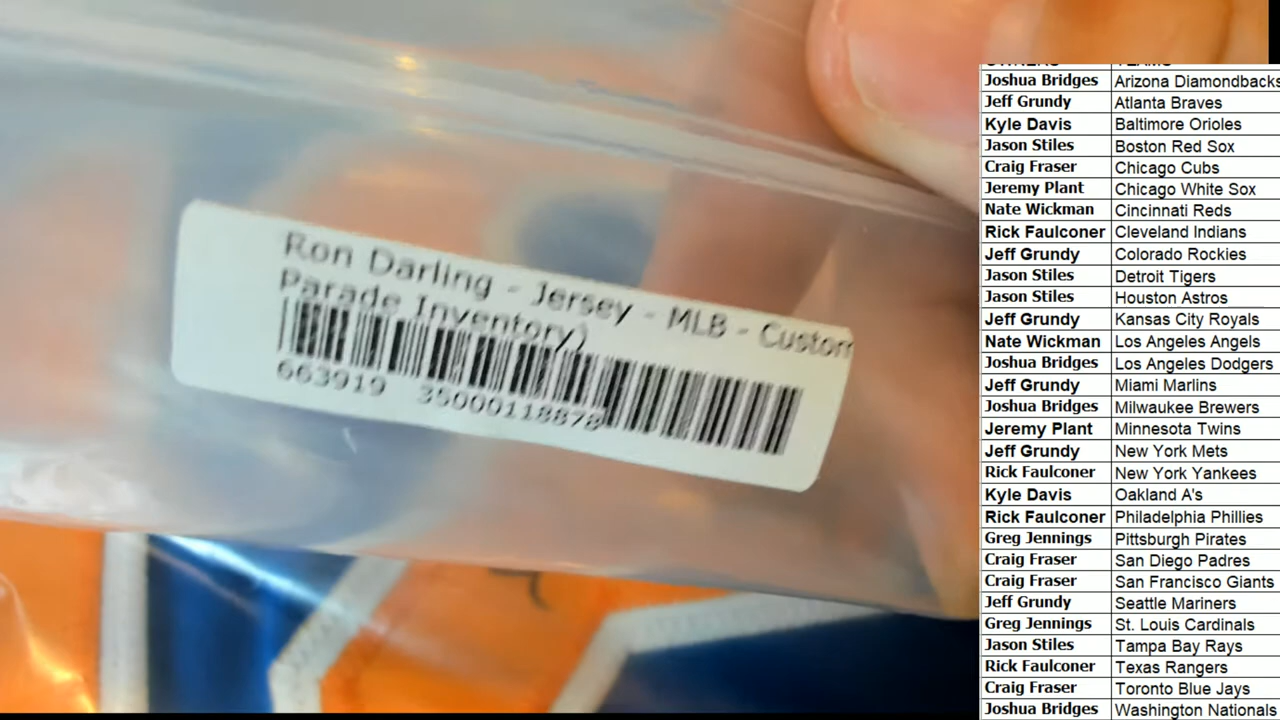 Ron Darling - Jersey - MLB - Custom
Parade Inventory)
663919 35000118878
Joshua Bridges Arizona Diamondbacks
Jeff Grundy Atlanta Braves
Kyle Davis Baltimore Orioles
Jason Stiles Boston Red Sox
Craig Fraser Chicago Cubs
Jeremy Plant Chicago White Sox
Nate Wickman Cincinnati Reds
Rick Faulconer Cleveland Indians
Jeff Grundy Colorado Rockies
Jason Stiles Detroit Tigers
Jason Stiles Houston Astros
Jeff Grundy Kansas City Royals
Nate Wickman Los Angeles Angels
Joshua Bridges Los Angeles Dodgers
Jeff Grundy Miami Marlins
Joshua Bridges Milwaukee Brewers
Jeremy Plant Minnesota Twins
Jeff Grundy New York Mets
Rick Faulconer New York Yankees
Kyle Davis Oakland A's
Rick Faulconer Philadelphia Phillies
Greg Jennings Pittsburgh Pirates
Craig Fraser San Diego Padres
Craig Fraser San Francisco Giants
Jeff Grundy Seattle Mariners
Greg Jennings St. Louis Cardinals
Jason Stiles Tampa Bay Rays
Rick Faulconer Texas Rangers
Craig Fraser Toronto Blue Jays
Joshua Bridges Washington Nationals